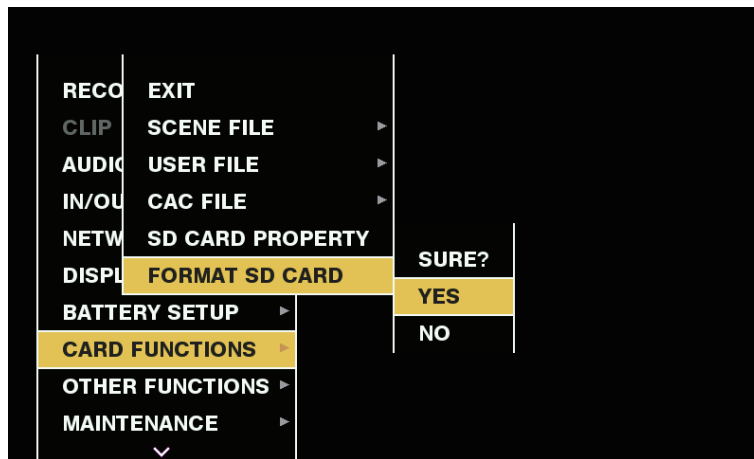 RECO
CLIP
AUDIO
IN/OU
NETW
DISPL
BATTERY SETUP
CARD FUNCTIONS
OTHER FUNCTIONS
MAINTENANCE
EXIT
SCENE FILE
USER FILE
CAC FILE
SD CARD PROPERTY
FORMAT SD CARD
SURE?
YES
NO